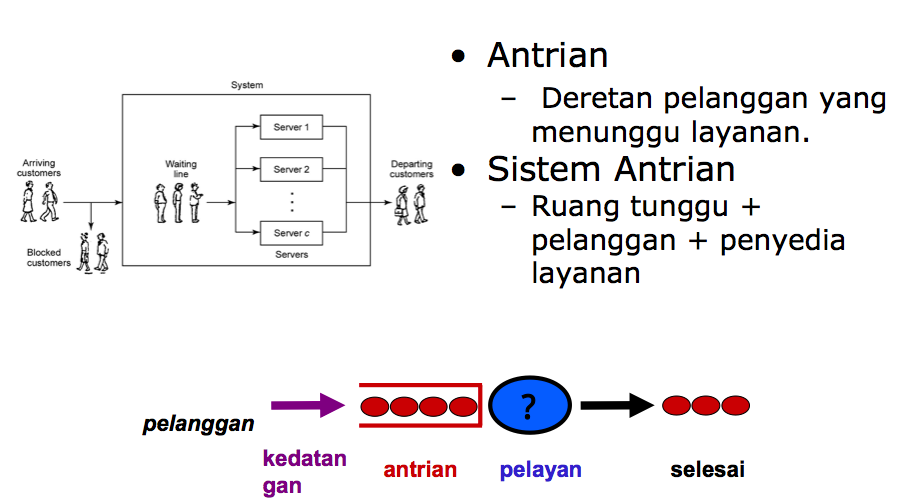 System
Server 1
Server 2
Server c
Servers
Arriving
customers
Waiting
line
Departing
customers
Blocked
customers
• Antrian
– Deretan pelanggan yang
menunggu layanan.
• Sistem Antrian
– Ruang tunggu +
pelanggan + penyedia
layanan
pelanggan
kedatan
gan
antrian
?
pelayan
selesai